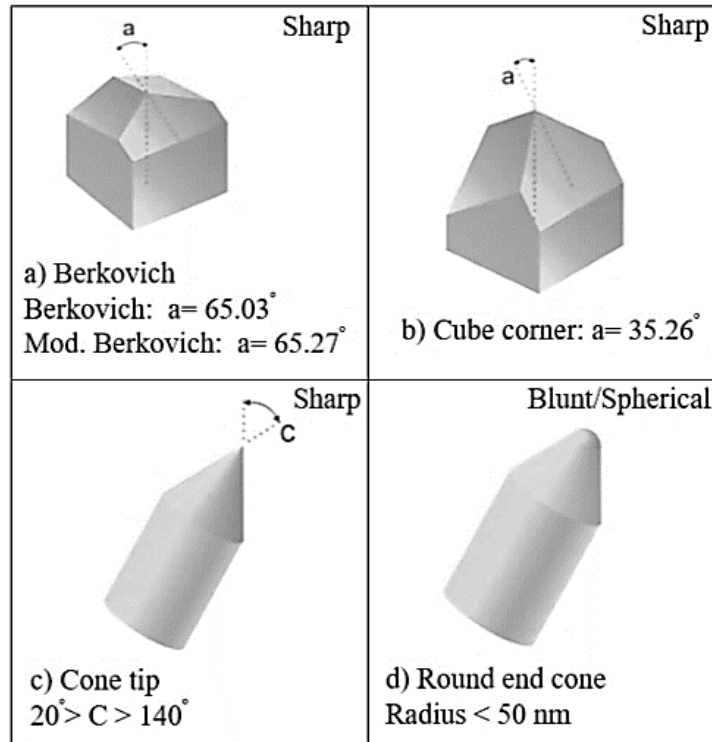 Sharp
a
a) Berkovich
Berkovich: a= 65.03°
Mod. Berkovich: a= 65.27°
Sharp
a
b) Cube corner: a= 35.26°
Sharp
C
c) Cone tip
20°> C > 140°
Blunt/Spherical
d) Round end cone
Radius < 50 nm